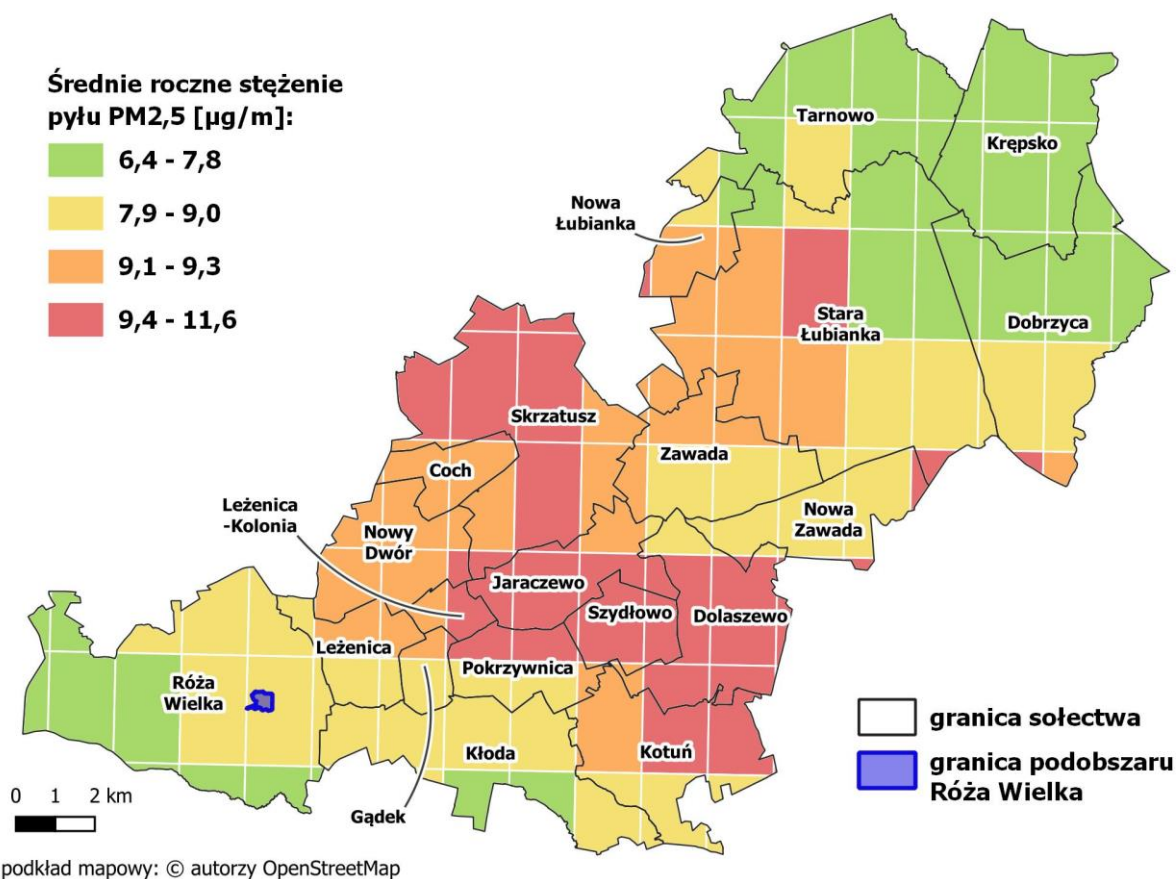 Średnie roczne stężenie
pyłu PM2,5 [µg/m]:
6,4 - 7,8
7,9 - 9,0
9,1 - 9,3
9,4 - 11,6
Tarnowo
Krępsko
Nowa
Łubianka
Stara
Łubianka
Dobrzyca
Skrzatusz
Zawada
Coch
Leżenica
-Kolonia
Nowy
Dwór
Nowa
Zawada
Jaraczewo
Szydłowo
Dolaszewo
Leżenica
Pokrzywnica
Róża
Wielka
Kłoda
Kotuń
Gądek
granica sołectwa
granica podobszaru
Róża Wielka
0 1 2 km
podkład mapowy: © autorzy OpenStreetMap